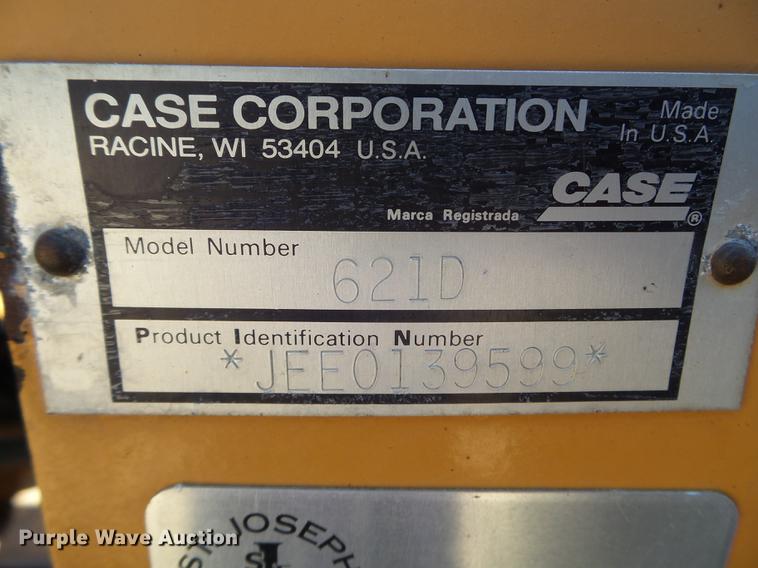 CASE CORPORATION
Made
In U.S.A.
RACINE, WI 53404 U.S.A.
CASE
Marca Registrada ®
Model Number
621D
Product Identification Number
*JEE0139599*
ST. JOSEPH
Purple Wave Auction